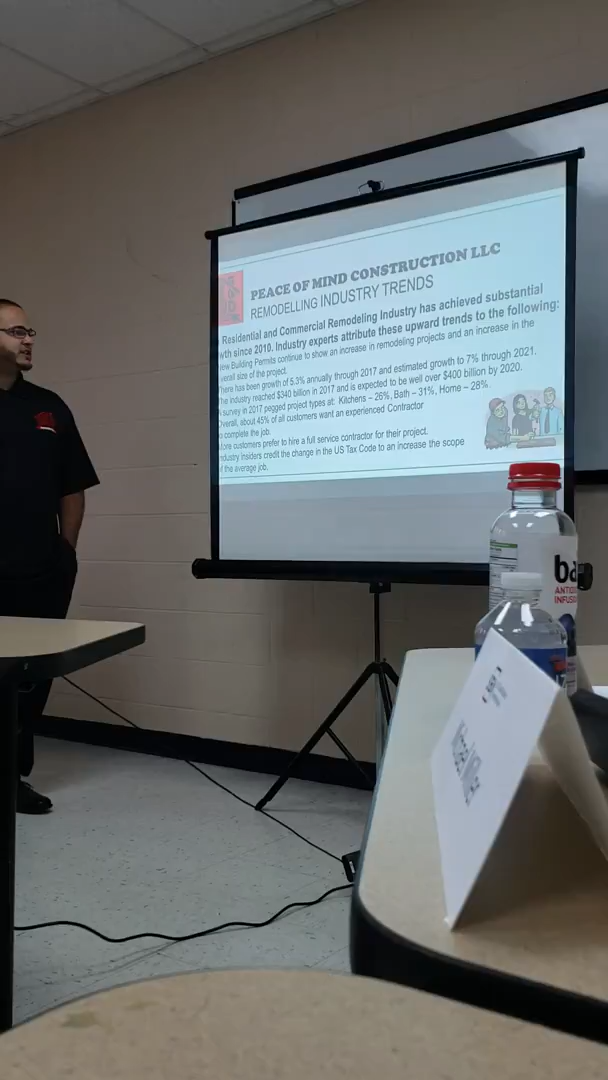 PEACE OF MIND CONSTRUCTION LLC
REMODELLING INDUSTRY TRENDS
Residential and Commercial Remodeling Industry has achieved substantial
wth since 2010. Industry experts attribute these upward trends to the following:
New Building Permits continue to show an increase in remodeling projects and an increase in the
overall size of the project.
There has been growth of 5.3% annually through 2017 and estimated growth to 7% through 2021.
The industry reached $340 billion in 2017 and is expected to be well over $400 billion by 2020.
A survey in 2017 pegged project types at: Kitchens – 26%, Bath – 31%, Home – 28%.
Overall, about 45% of all customers want an experienced Contractor
to complete the job.
More customers prefer to hire a full service contractor for their project.
Industry Insiders credit the change in the US Tax Code to an increase the scope
of the average job.
ba
ANTIO
INFUS